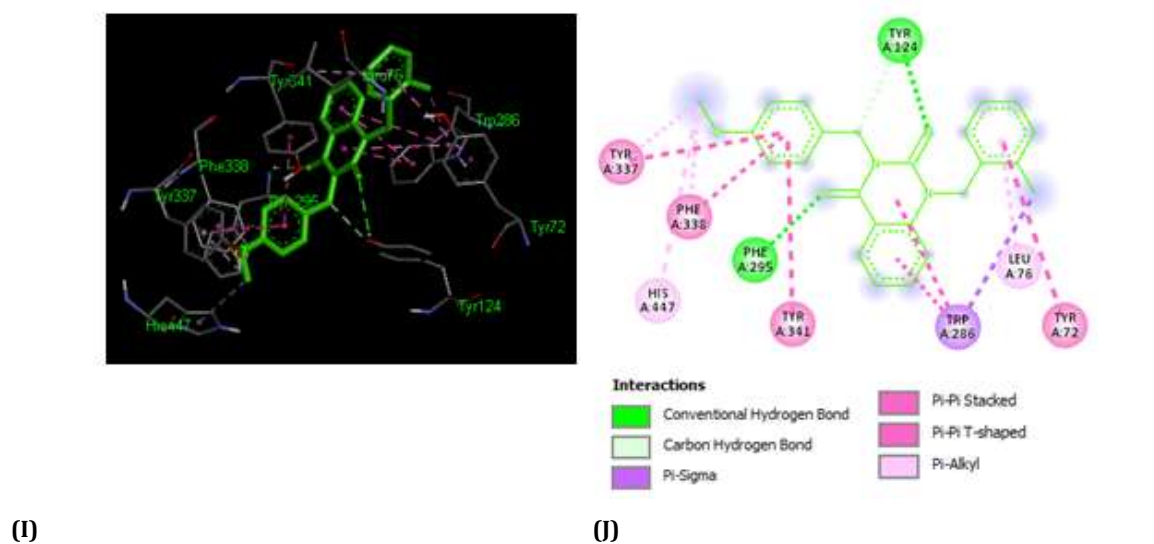 Tyr341
Trp286
Phe338
Tyr337
Tyr72
Tyr124
His447
TYR
A:124
TYR
A:337
PHE
A:338
PHE
A:295
HIS
A:447
TYR
A:341
TRP
A:286
LEU
A:76
TYR
A:72
N
N
Interactions
Conventional Hydrogen Bond
Carbon Hydrogen Bond
Pi-Sigma
Pi-Pi Stacked
Pi-Pi T-shaped
Pi-Alkyl
(I)
(J)